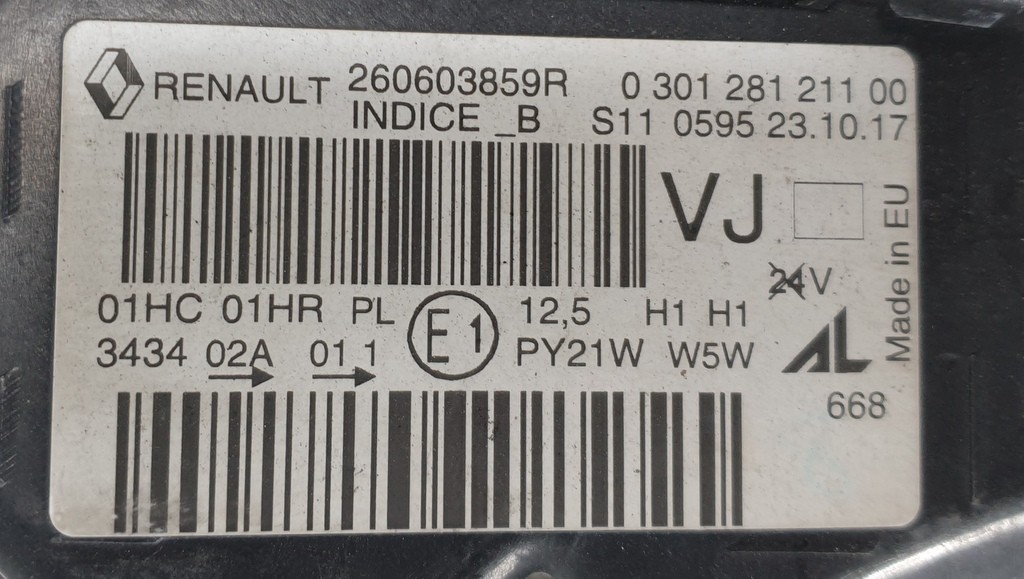 RENAULT 260603859R 0 301 281 211 00
INDICE _B S11 0595 23.10.17
VJ
24V
01HC 01HR PL E1 12,5 H1 H1
3434 02A 01 1 PY21W W5W
AL
668
Made in EU